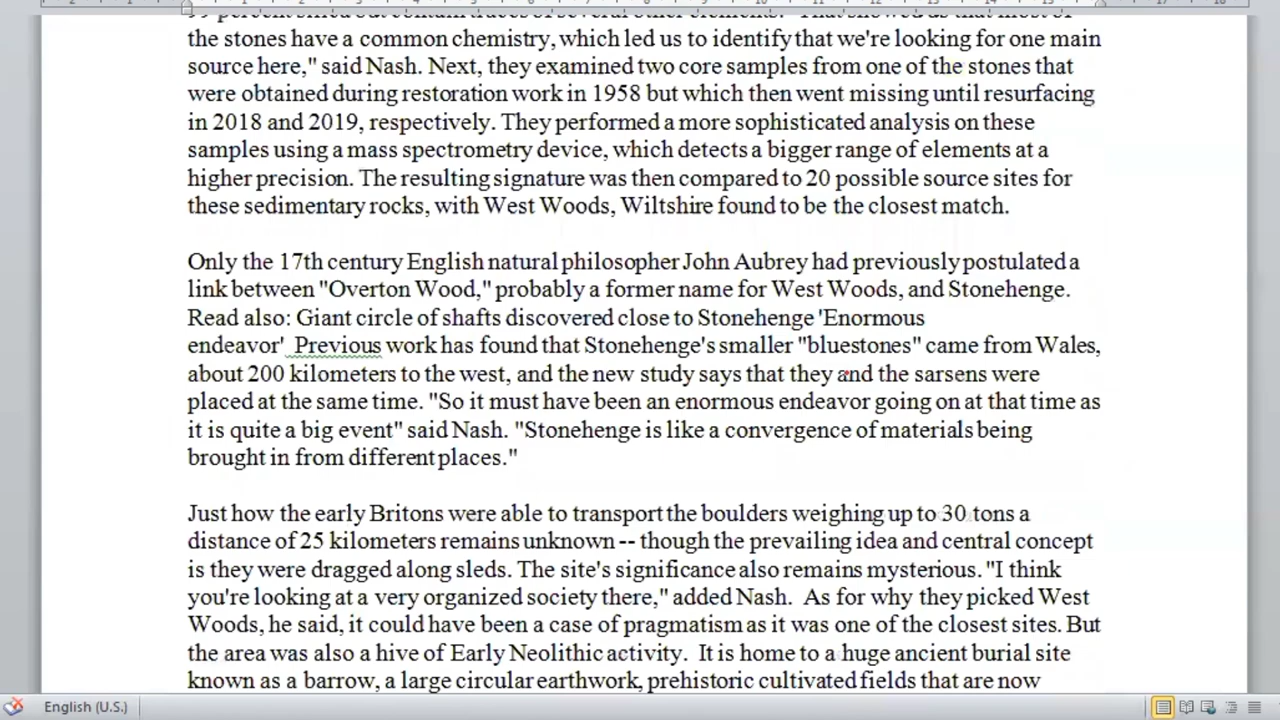 the stones have a common chemistry, which led us to identify that we're looking for one main
source here," said Nash. Next, they examined two core samples from one of the stones that
were obtained during restoration work in 1958 but which then went missing until resurfacing
in 2018 and 2019, respectively. They performed a more sophisticated analysis on these
samples using a mass spectrometry device, which detects a bigger range of elements at a
higher precision. The resulting signature was then compared to 20 possible source sites for
these sedimentary rocks, with West Woods, Wiltshire found to be the closest match.
Only the 17th century English natural philosopher John Aubrey had previously postulated a
link between "Overton Wood," probably a former name for West Woods, and Stonehenge.
Read also: Giant circle of shafts discovered close to Stonehenge 'Enormous
endeavor'  Previous work has found that Stonehenge's smaller "bluestones" came from Wales,
about 200 kilometers to the west, and the new study says that they and the sarsens were
placed at the same time. "So it must have been an enormous endeavor going on at that time as
it is quite a big event" said Nash. "Stonehenge is like a convergence of materials being
brought in from different places."
Just how the early Britons were able to transport the boulders weighing up to 30 tons a
distance of 25 kilometers remains unknown -- though the prevailing idea and central concept
is they were dragged along sleds. The site's significance also remains mysterious. "I think
you're looking at a very organized society there," added Nash.  As for why they picked West
Woods, he said, it could have been a case of pragmatism as it was one of the closest sites. But
the area was also a hive of Early Neolithic activity.  It is home to a huge ancient burial site
known as a barrow, a large circular earthwork, prehistoric cultivated fields that are now
English (U.S.)